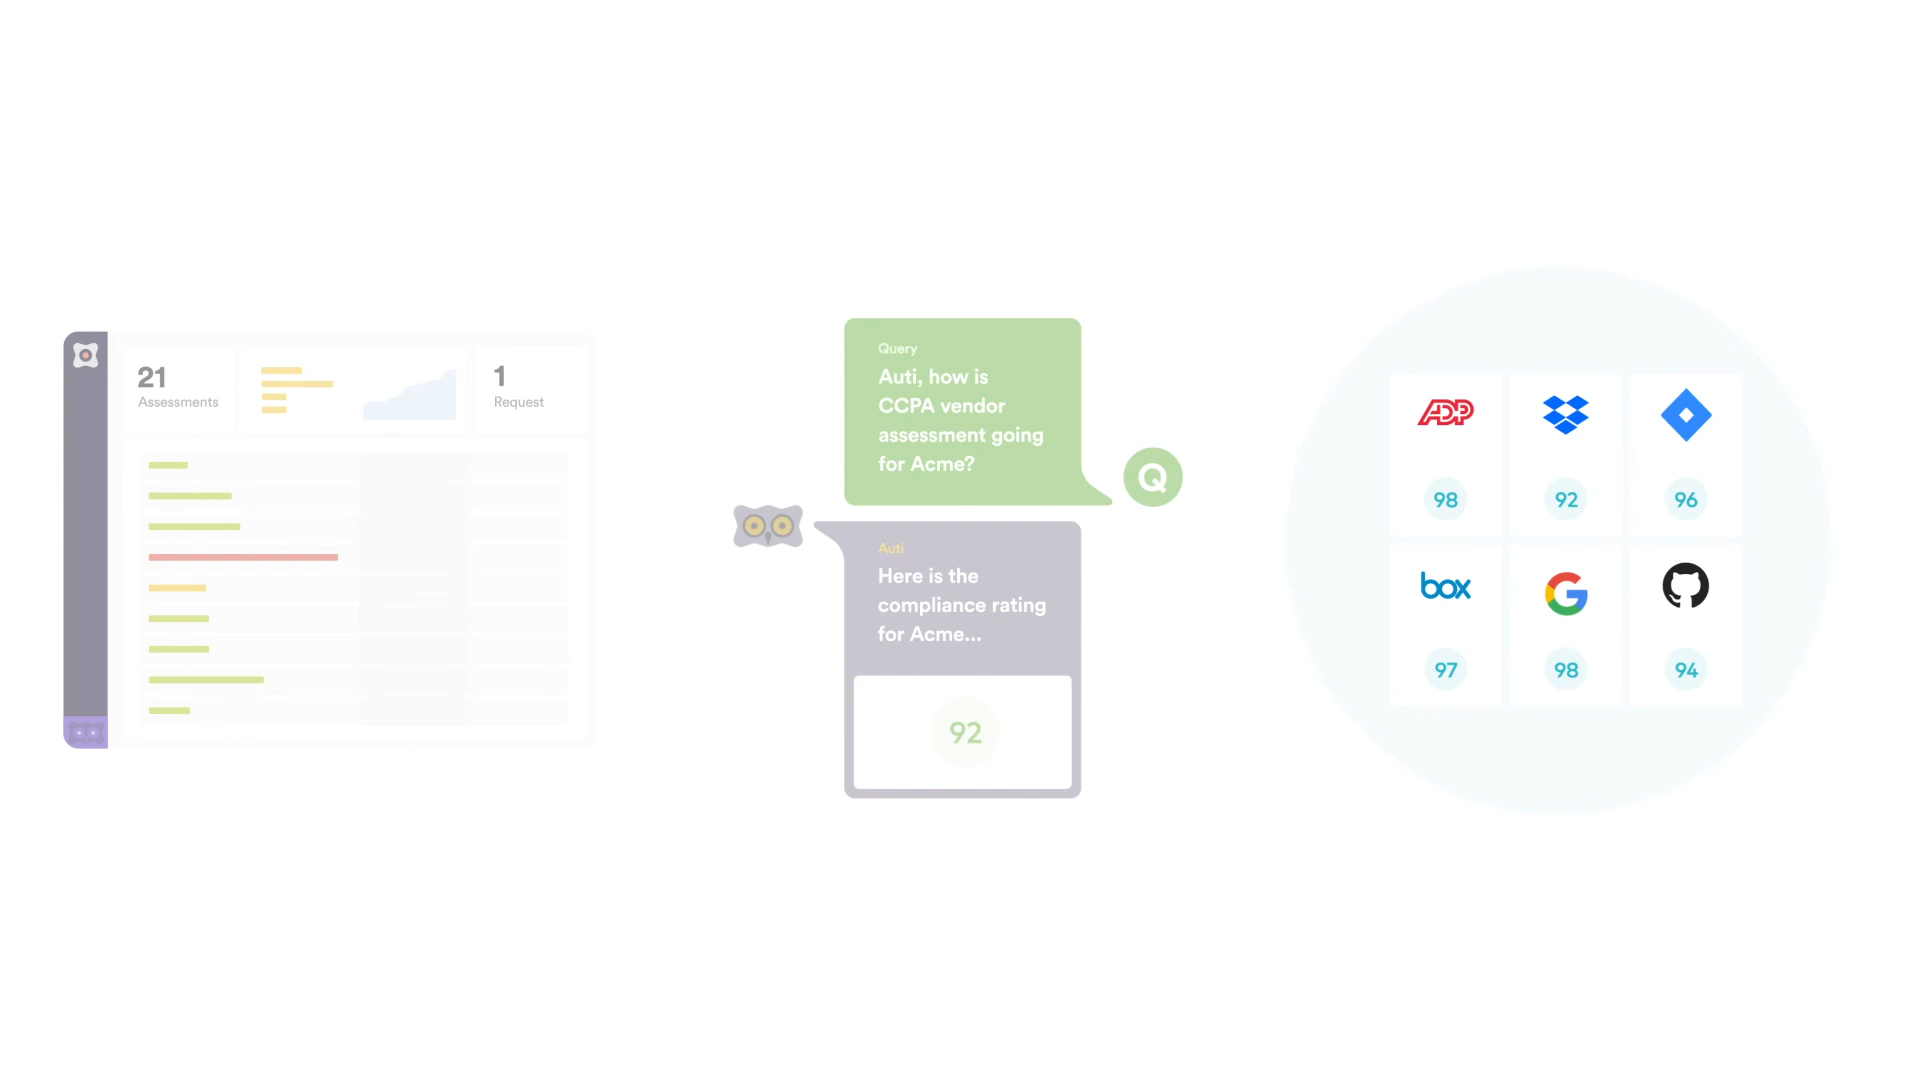 21
Assessments
1
Request
Query
Auti, how is
CCPA vendor
assessment going
for Acme?
Q
Auti
Here is the
compliance rating
for Acme...
92
ADP
98
92
96
box
G
97
98
94